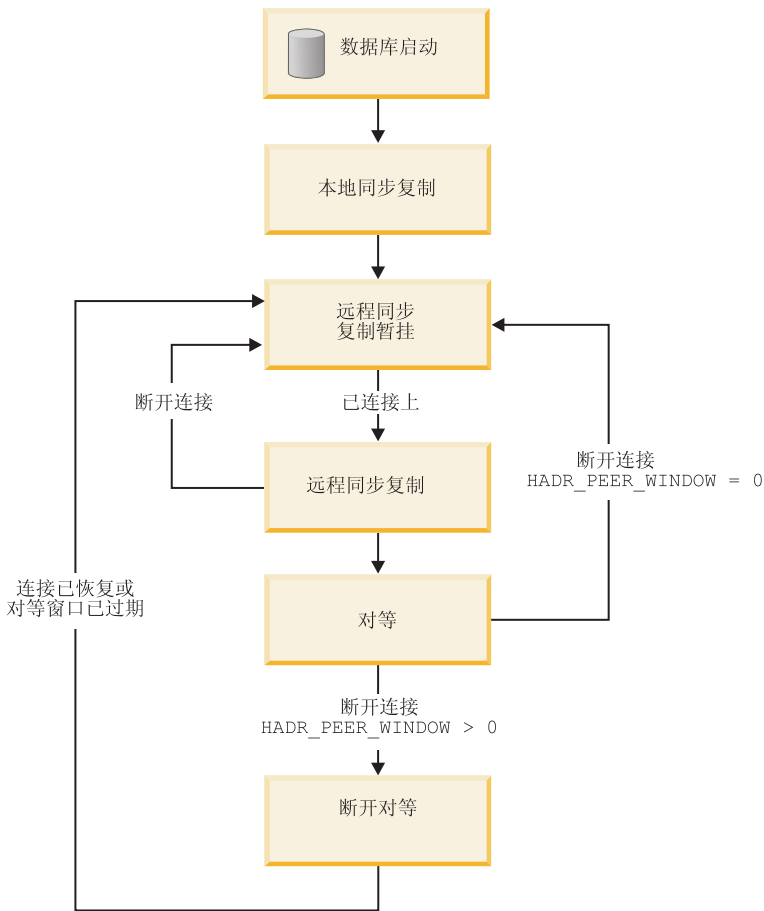 数据库启动
本地同步复制
远程同步
复制暂挂
断开连接
已连接上
断开连接
HADR_PEER_WINDOW = 0
远程同步复制
连接已恢复或
对等窗口已过期
对等
断开连接
HADR_PEER_WINDOW > 0
断开对等